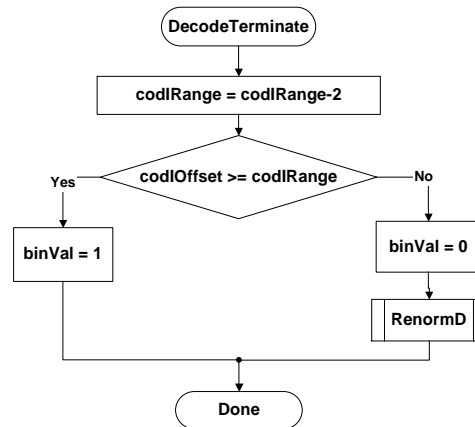 DecodeTerminate
codIRange = codIRange-2
codIOffset >= codIRange
Yes
No
binVal = 1
binVal = 0
RenormD
Done